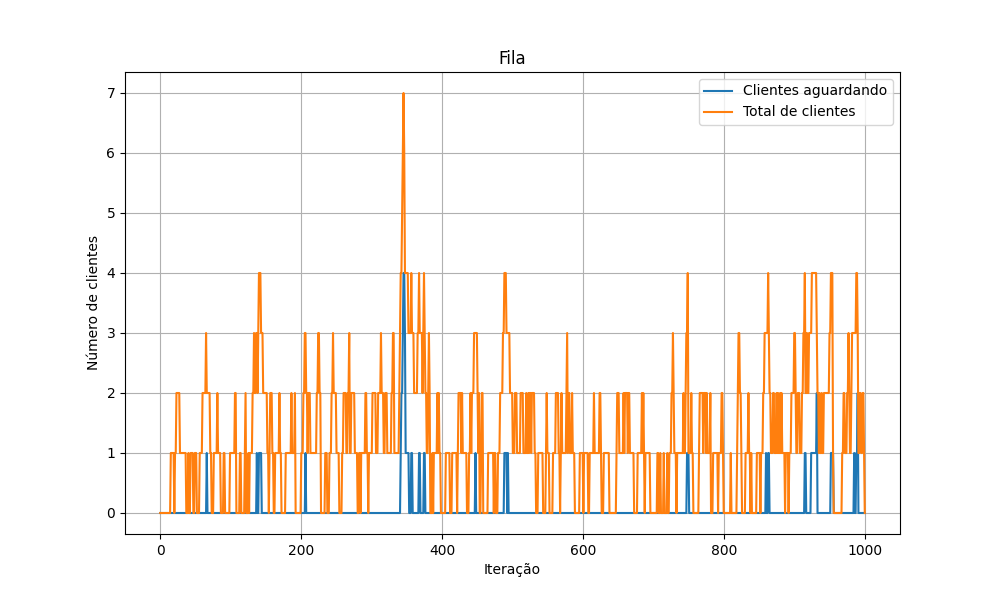 Fila
Clientes aguardando
Total de clientes
7
6
5
4
3
2
1
0
Número de clientes
0 200 400 600 800 1000
Iteração